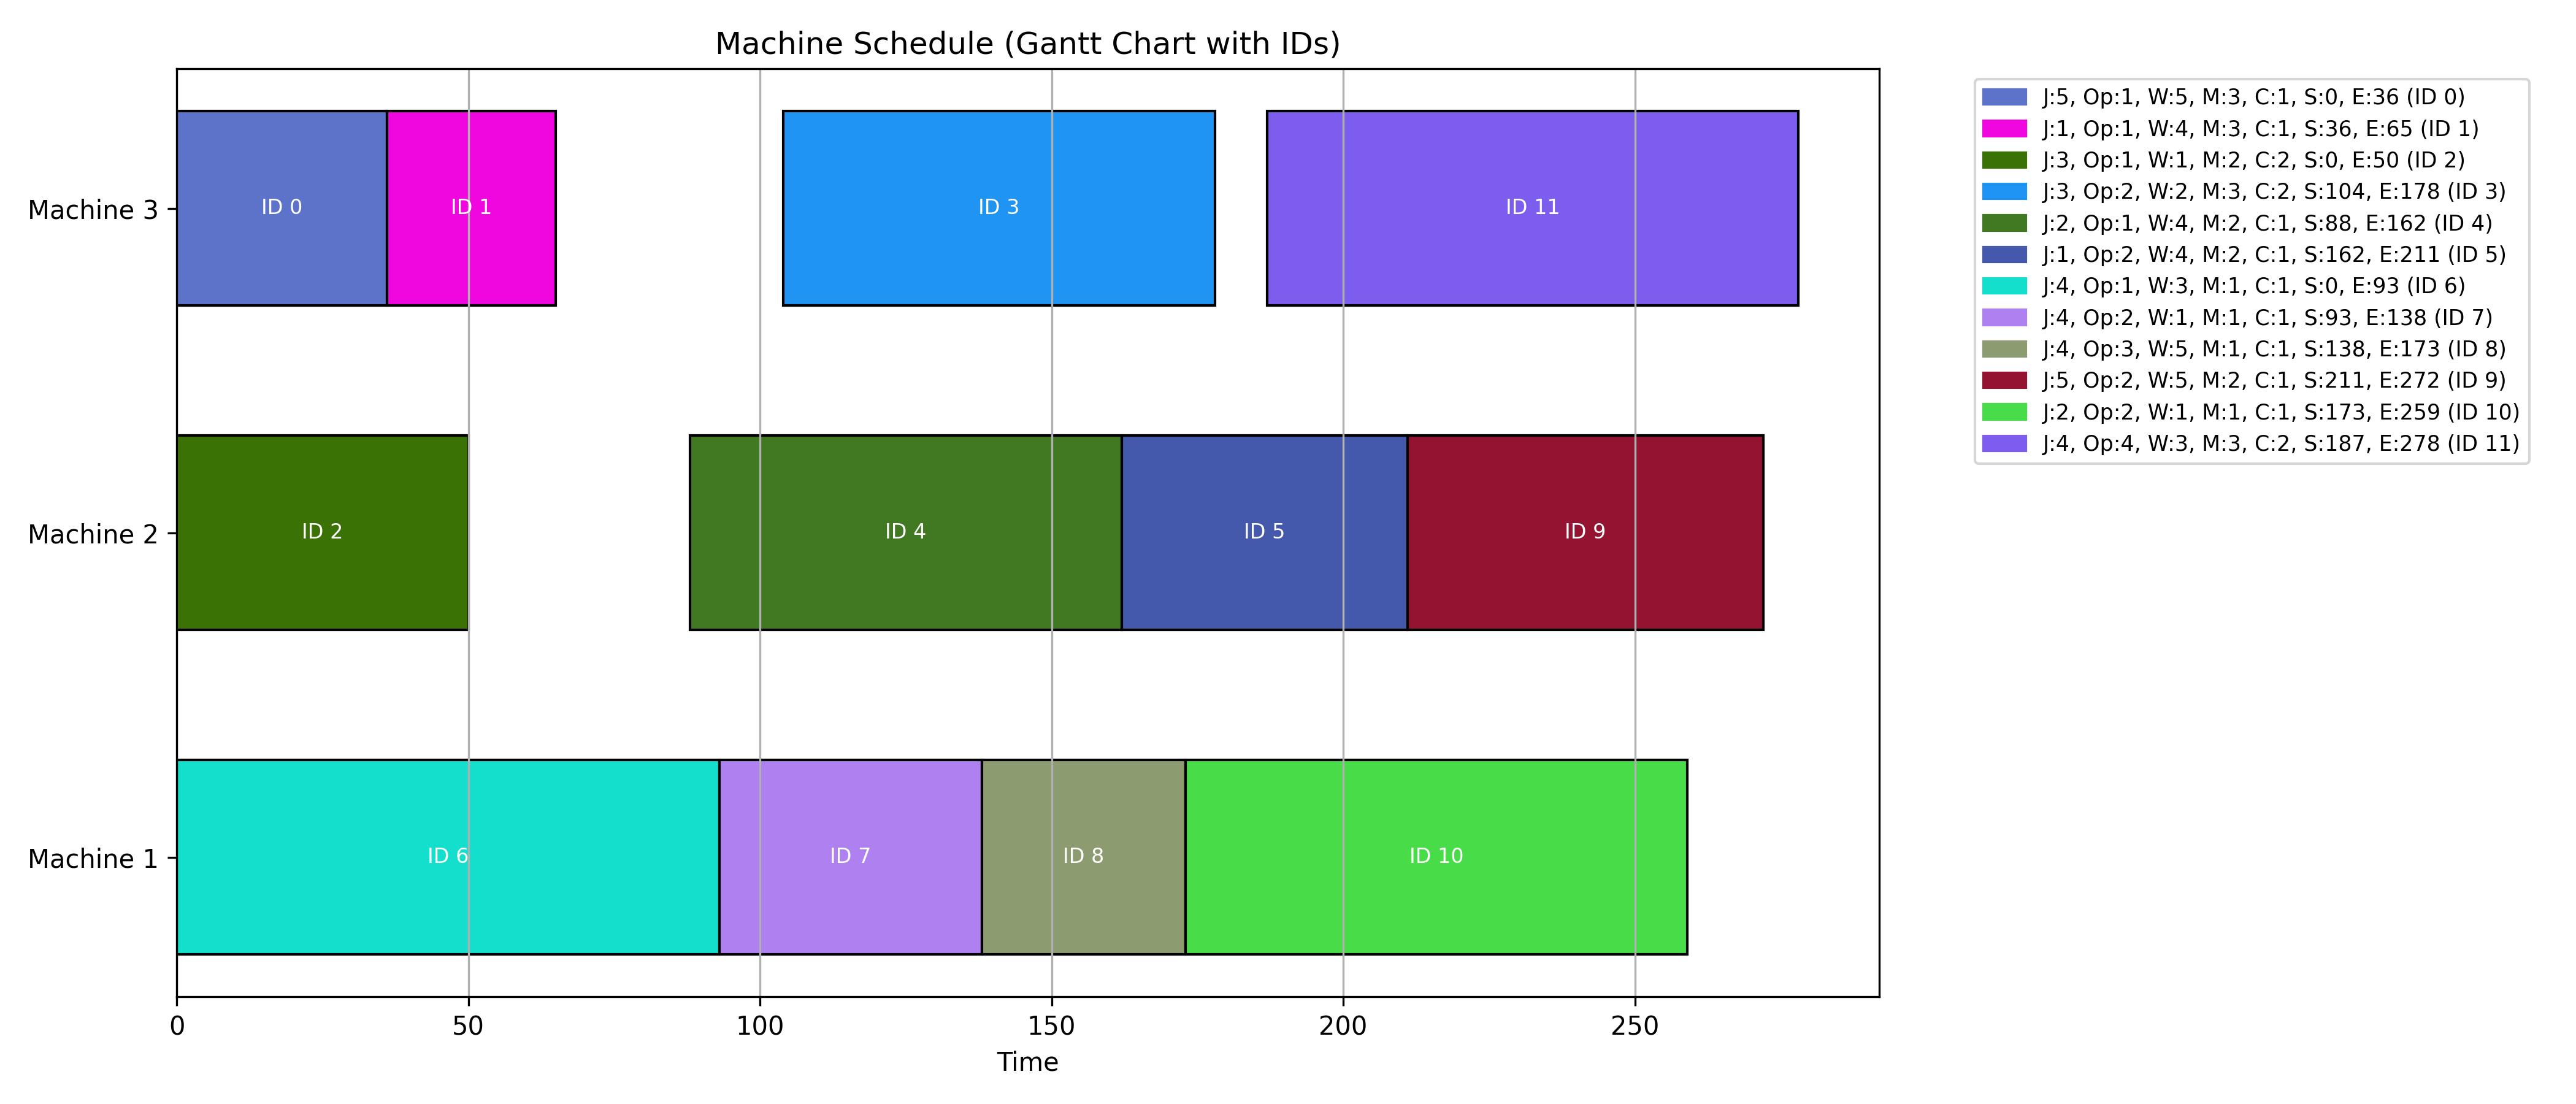 Machine Schedule (Gantt Chart with IDs)
Machine 3
ID 0
ID 1
ID 3
ID 11
Machine 2
ID 2
ID 4
ID 5
ID 9
Machine 1
ID 6
ID 7
ID 8
ID 10
0 50 100 150 200 250
Time
J:5, Op:1, W:5, M:3, C:1, S:0, E:36 (ID 0)
J:1, Op:1, W:4, M:3, C:1, S:36, E:65 (ID 1)
J:3, Op:1, W:1, M:2, C:2, S:0, E:50 (ID 2)
J:3, Op:2, W:2, M:3, C:2, S:104, E:178 (ID 3)
J:2, Op:1, W:4, M:2, C:1, S:88, E:162 (ID 4)
J:1, Op:2, W:4, M:2, C:1, S:162, E:211 (ID 5)
J:4, Op:1, W:3, M:1, C:1, S:0, E:93 (ID 6)
J:4, Op:2, W:1, M:1, C:1, S:93, E:138 (ID 7)
J:4, Op:3, W:5, M:1, C:1, S:138, E:173 (ID 8)
J:5, Op:2, W:5, M:2, C:1, S:211, E:272 (ID 9)
J:2, Op:2, W:1, M:1, C:1, S:173, E:259 (ID 10)
J:4, Op:4, W:3, M:3, C:2, S:187, E:278 (ID 11)